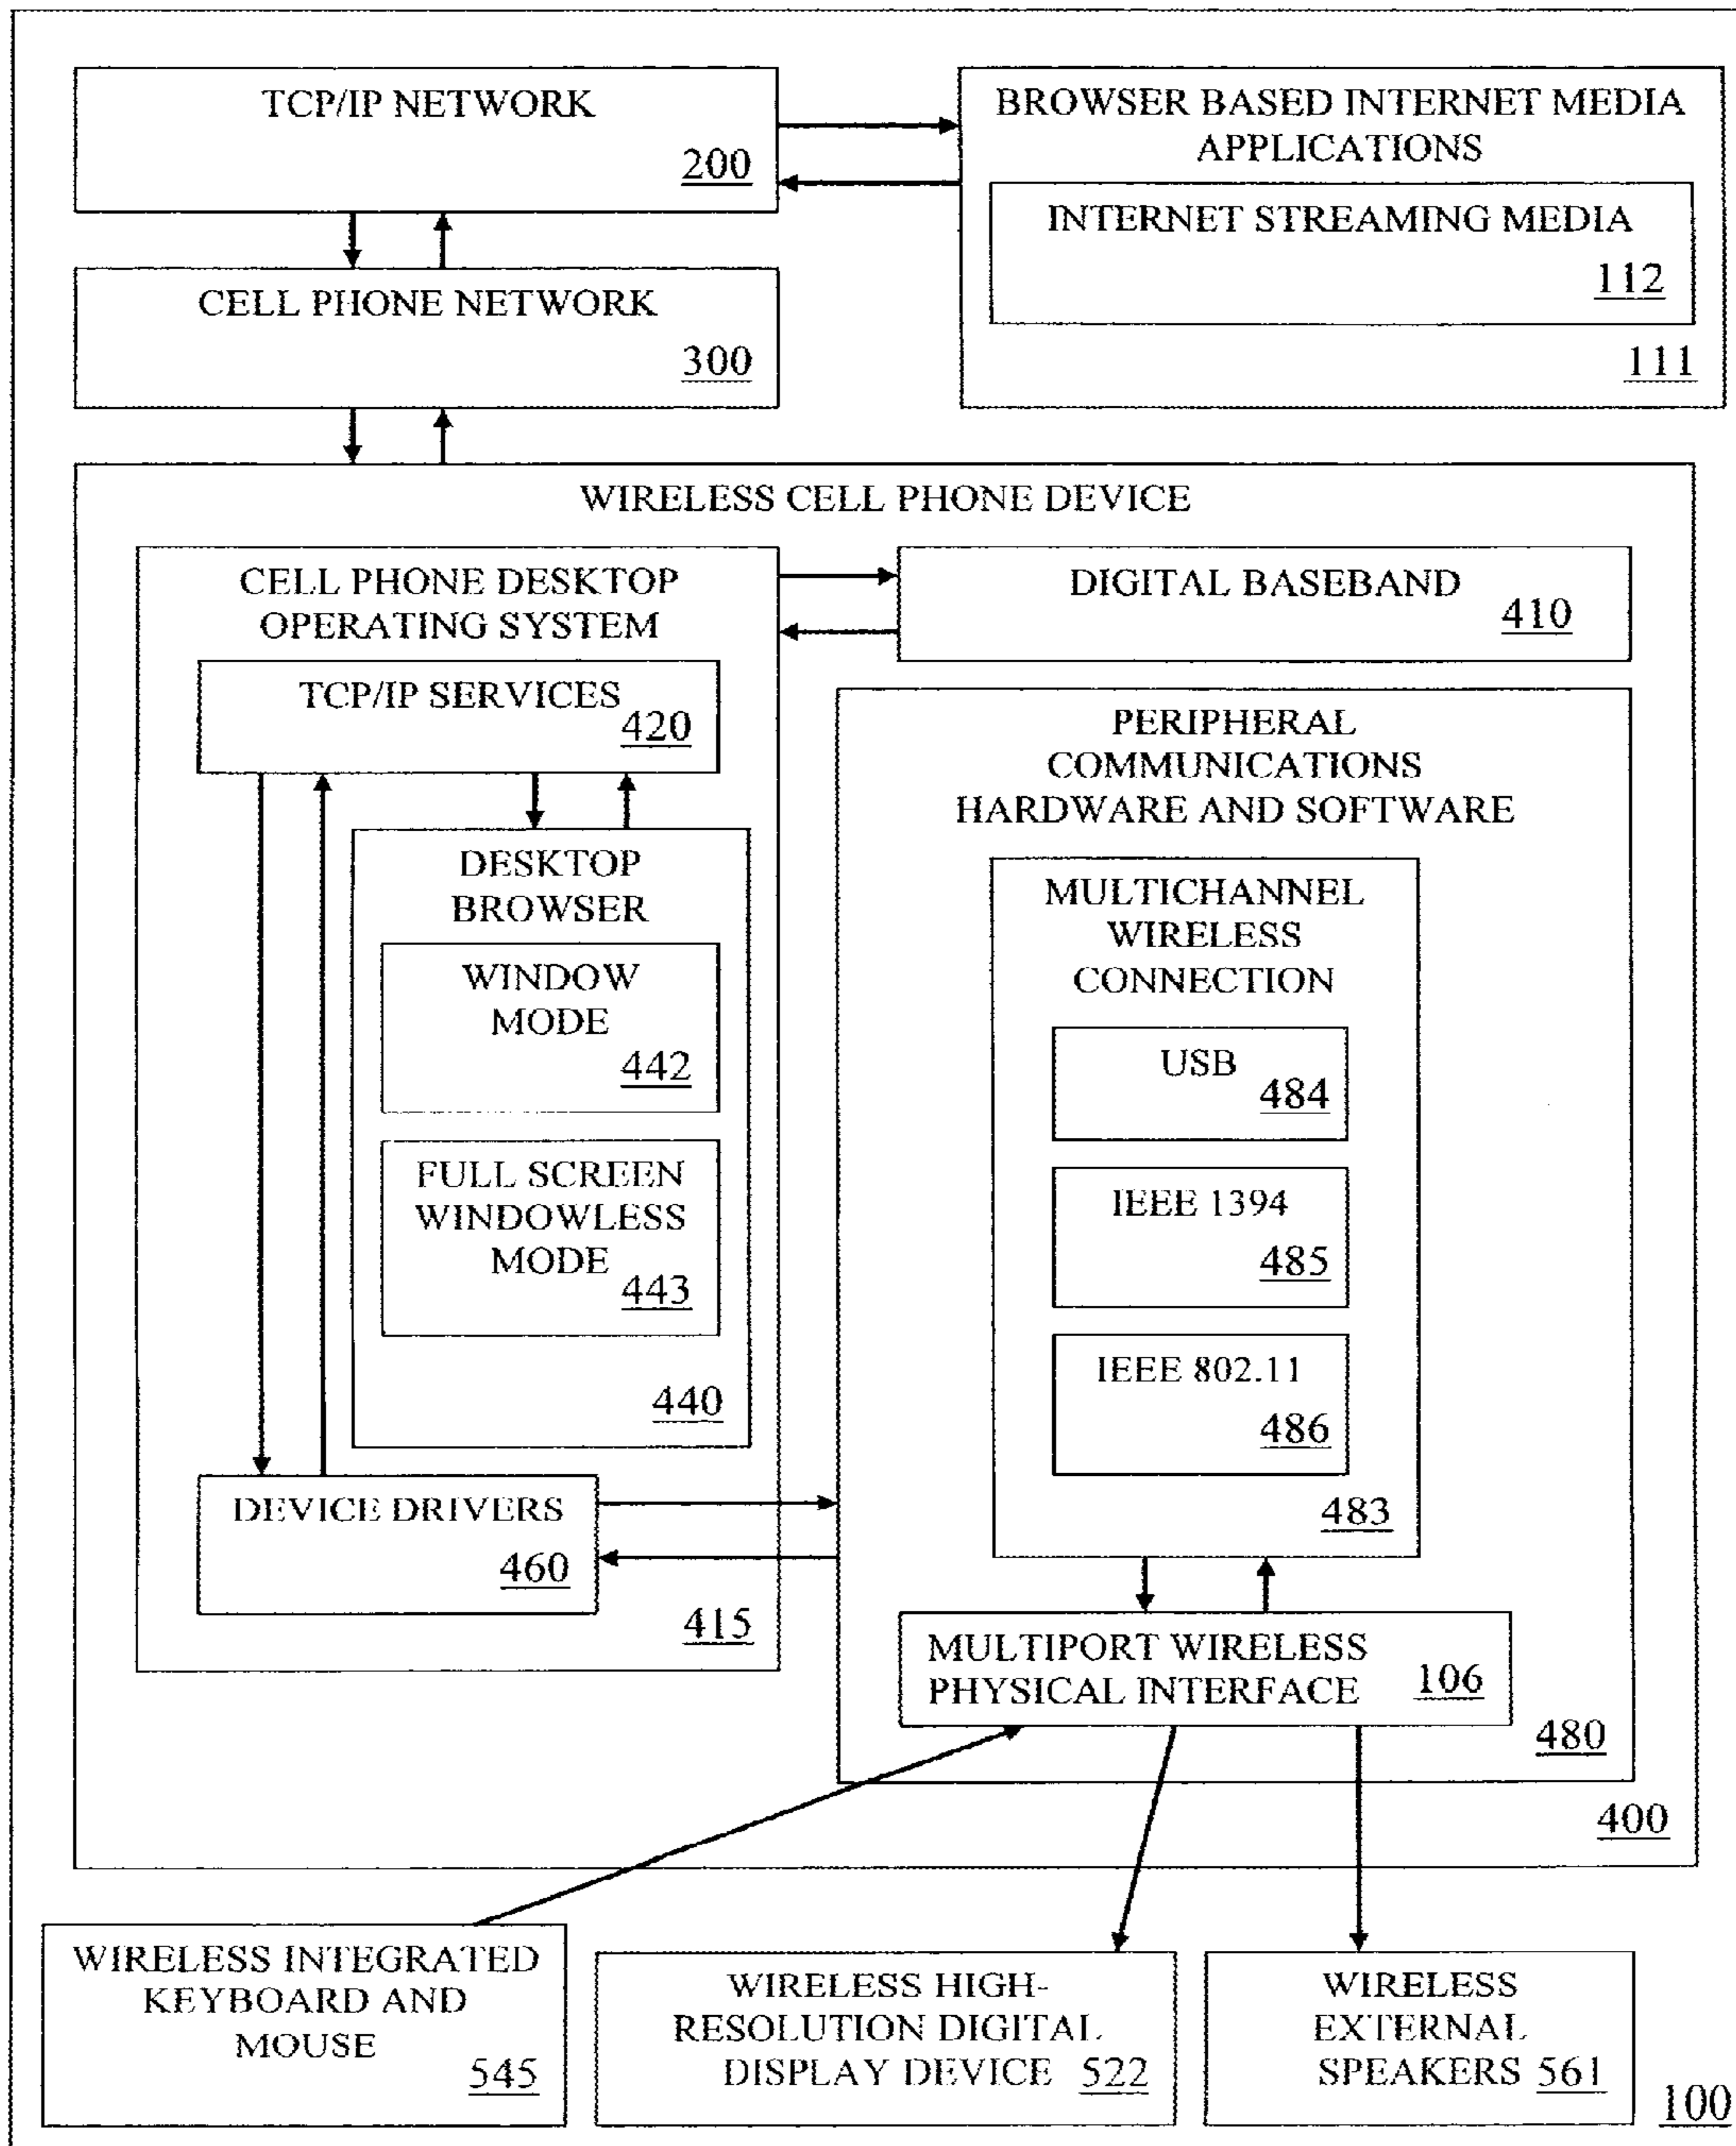 TCP/IP NETWORK
200
BROWSER BASED INTERNET MEDIA
APPLICATIONS
INTERNET STREAMING MEDIA
112
111
CELL PHONE NETWORK
300
WIRELESS CELL PHONE DEVICE
CELL PHONE DESKTOP
OPERATING SYSTEM
DIGITAL BASEBAND
410
TCP/IP SERVICES
420
DESKTOP
BROWSER
WINDOW
MODE
442
FULL SCREEN
WINDOWLESS
MODE
443
440
DEVICE DRIVERS
460
415
PERIPHERAL
COMMUNICATIONS
HARDWARE AND SOFTWARE
MULTICHANNEL
WIRELESS
CONNECTION
USB
484
IEEE 1394
485
IEEE 802.11
486
483
MULTIPORT WIRELESS
PHYSICAL INTERFACE
106
480
400
WIRELESS INTEGRATED
KEYBOARD AND
MOUSE
545
WIRELESS HIGH-
RESOLUTION DIGITAL
DISPLAY DEVICE 522
WIRELESS
EXTERNAL
SPEAKERS 561
100